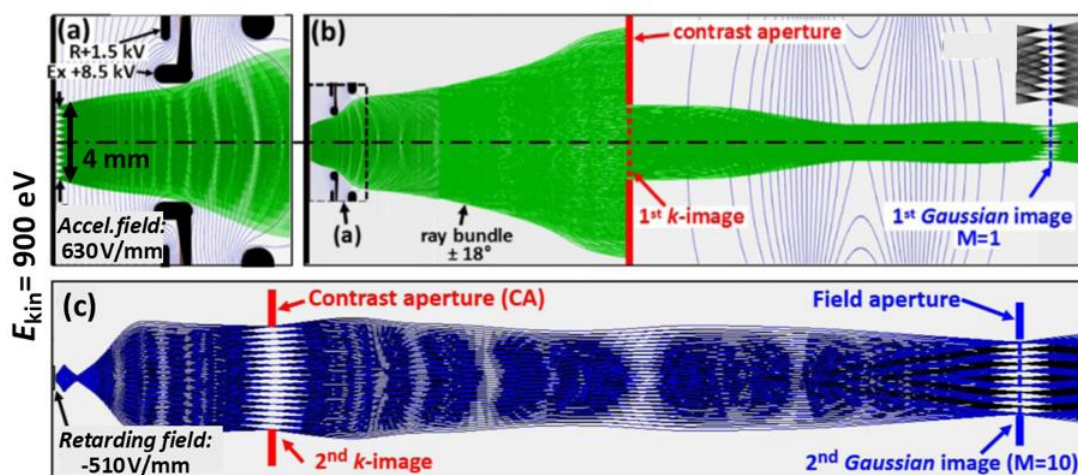 (a)
R+1.5 kV
Ex +8.5 kV
4 mm
Accel.field:
630V/mm
(b)
contrast aperture
1st k-image
1st Gaussian image
M=1
ray bundle
± 18°
(a)
Ekin= 900 eV
(c)
Contrast aperture (CA)
Field aperture
Retarding field:
-510V/mm
2nd k-image
2nd Gaussian image (M=10)